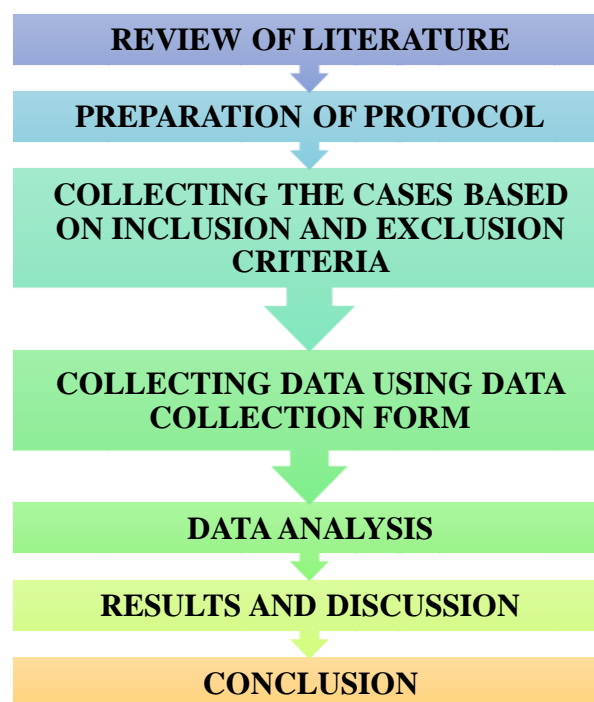 REVIEW OF LITERATURE
PREPARATION OF PROTOCOL
COLLECTING THE CASES BASED
ON INCLUSION AND EXCLUSION
CRITERIA
COLLECTING DATA USING DATA
COLLECTION FORM
DATA ANALYSIS
RESULTS AND DISCUSSION
CONCLUSION